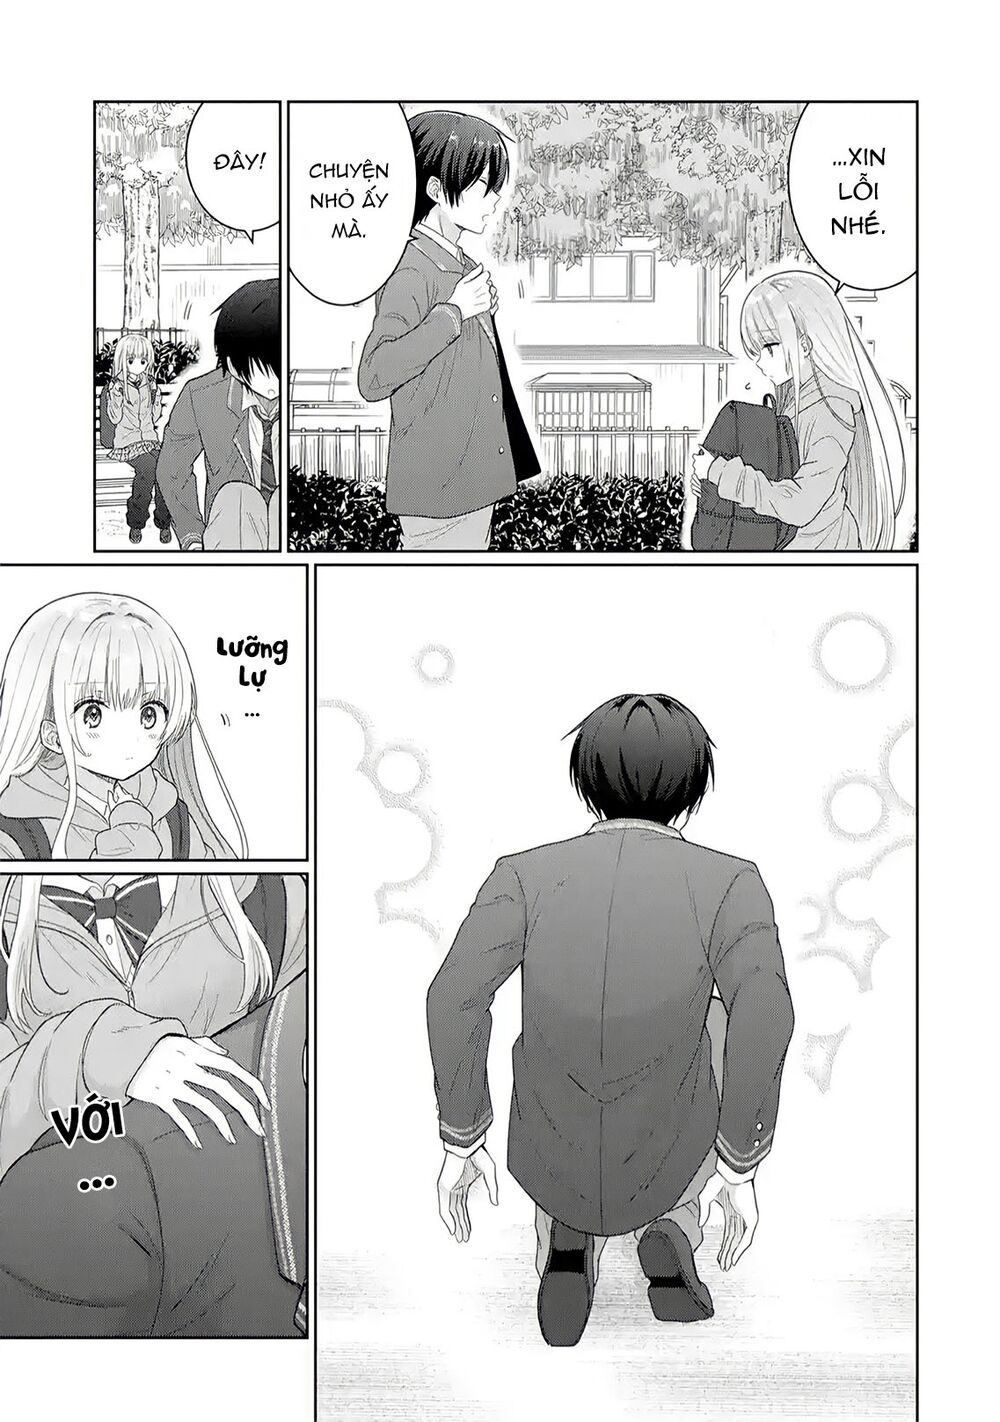 ...XIN
LỖI
NHÉ.
CHUYỆN
NHỎ ẤY
MÀ.
ĐÂY!
LƯỠNG
LỰ
...
VỚI
...